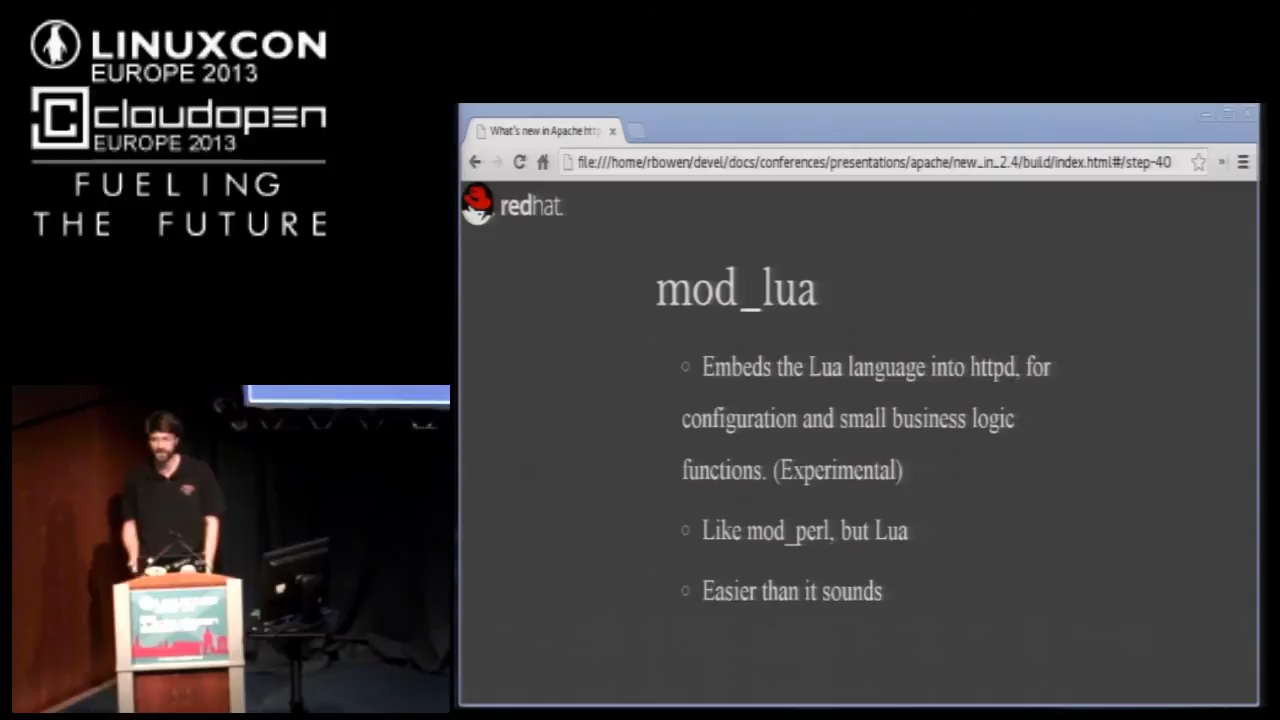 LINUXCON
EUROPE 2013
cloudopen
EUROPE 2013
FUELING
THE FUTURE
What's new in Apache http
file:///home/rbowen/devel/docs/conferences/presentations/apache/new_in_2.4/build/index.html#/step-40
redhat
mod_lua
Embeds the Lua language into httpd, for
configuration and small business logic
functions. (Experimental)
Like mod_perl, but Lua
Easier than it sounds
LINUXCON
cloudopen